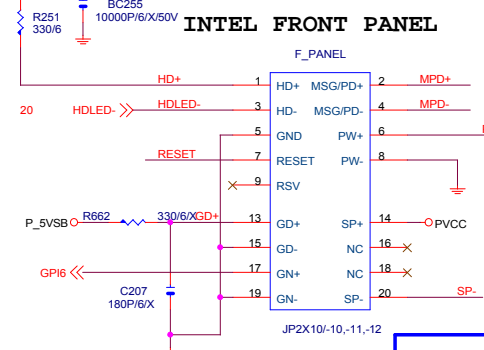 BC255
R251
10000P/6/X/50V
330/6
INTEL FRONT PANEL
F_PANEL
HD+ 1 HD+ MSG/PD+ 2 MPD+
20 HDLED- HDLED- 3 HD- MSG/PD- 4 MPD-
5 GND PW+ 6
RESET 7 RESET PW- 8
9 RSV
P_5VSB R662 330/6/X GD+ 13 GD+ SP+ 14 PVCC
15 GD- NC 16
GPI6 17 GN+ NC 18
C207 19 GN- SP- 20 SP-
180P/6/X
JP2X10/-10,-11,-12